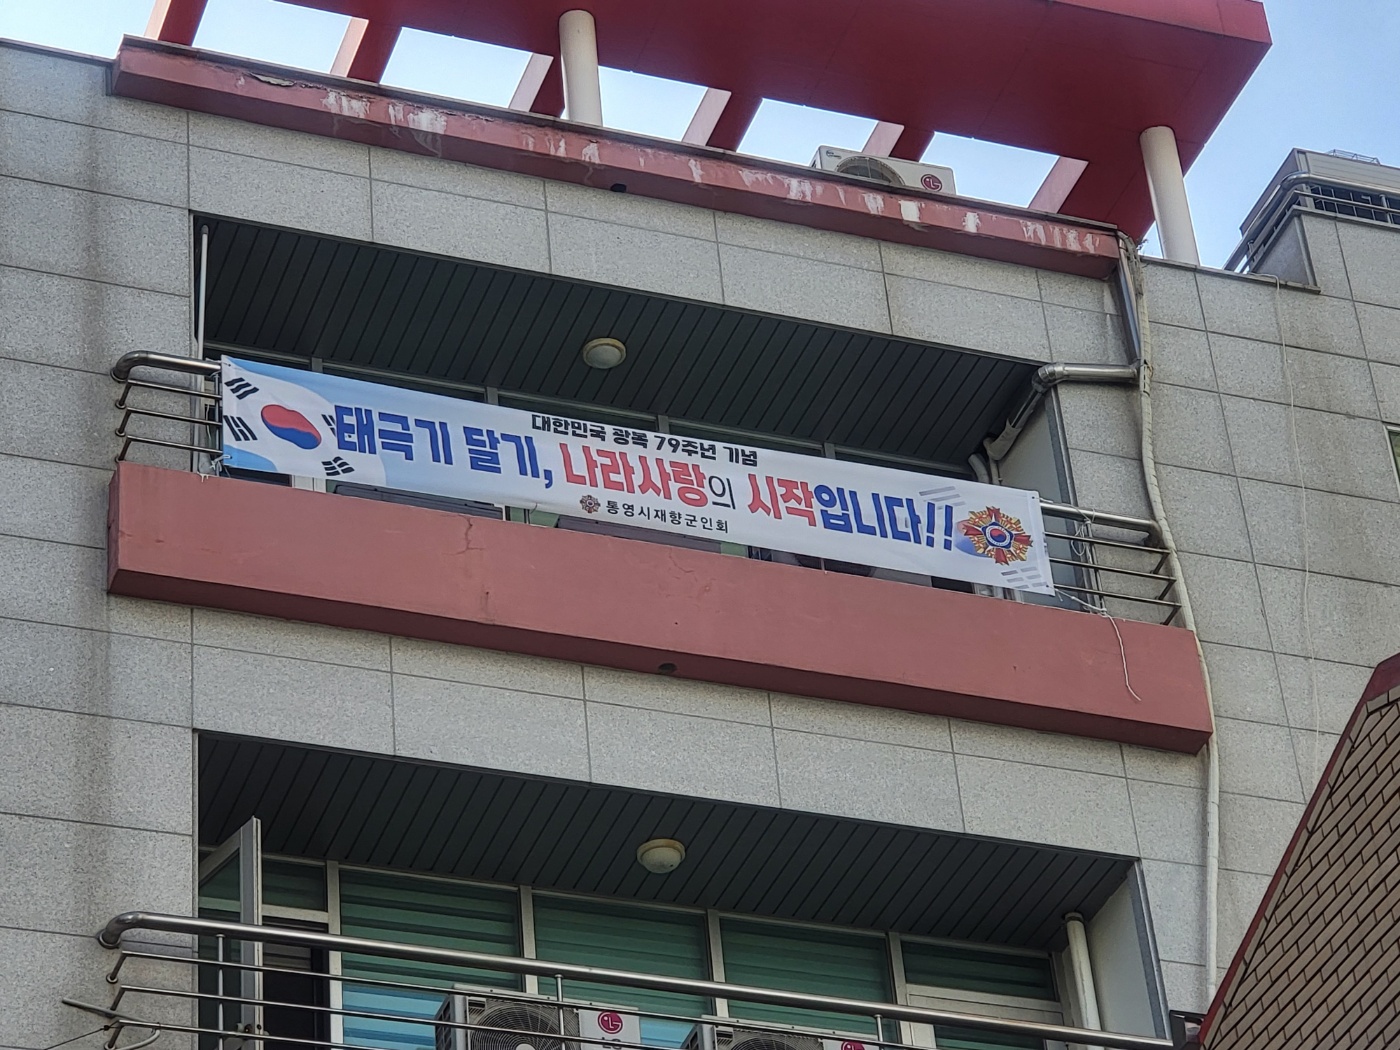 대한민국 광복 79주년 기념
태극기 달기, 나라사랑의 시작입니다!!
통영시재향군인회
LG